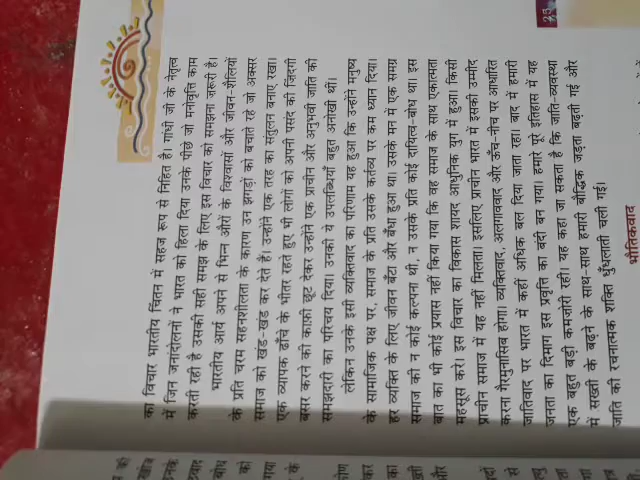 का विचार भारतीय चिंतन में सहज रूप से निहित है। गांधी जी के नेतृत्व
में जिन जनांदोलनों ने भारत को हिला दिया उनके पीछे जो मनोवृत्ति काम
करती रही है उसकी सही समझ के लिए इस विचार को समझना ज़रूरी है।
भारतीय आर्य अपने से भिन्न औरों के विश्वासों और जीवन-शैलियों
के प्रति चरम सहनशीलता के कारण उन झगड़ों को बचाते रहे जो अक्सर
समाज को खंड-खंड कर देते हैं। उन्होंने एक तरह का संतुलन बनाए रखा।
एक व्यापक ढाँचे के भीतर रहते हुए भी लोगों को अपनी पसंद की ज़िंदगी
बसर करने की काफ़ी छूट देकर उन्होंने एक प्राचीन और अनुभवी जाति की
समझदारी का परिचय दिया। उनकी ये उपलब्धियाँ बहुत अनोखी थीं।
लेकिन उनके इसी व्यक्तिवाद का परिणाम यह हुआ कि उन्होंने मनुष्य
के सामाजिक पक्ष पर, समाज के प्रति उसके कर्तव्य पर कम ध्यान दिया।
हर व्यक्ति के लिए जीवन बँटा और बँधा हुआ था। उसके मन में एक समग्र
समाज की न कोई कल्पना थी, न उसके प्रति कोई दायित्व-बोध था। इस
बात का भी कोई प्रयास नहीं किया गया कि वह समाज के साथ एकात्मता
महसूस करे। इस विचार का विकास शायद आधुनिक युग में हुआ। किसी
प्राचीन समाज में यह नहीं मिलता। इसलिए प्राचीन भारत में इसकी उम्मीद
करना गैरमुनासिब होगा। व्यक्तिवाद, अलगाववाद और ऊँच-नीच पर आधारित
जातिवाद पर भारत में कहीं अधिक बल दिया जाता रहा। बाद में हमारी
जनता का दिमाग इस प्रवृत्ति का बंदी बन गया। हमारे पूरे इतिहास में यह
एक बहुत बड़ी कमज़ोरी रही। यह कहा जा सकता है कि जाति-व्यवस्था
में सख्ती के बढ़ने के साथ-साथ हमारी बौद्धिक जड़ता बढ़ती गई और
जाति की रचनात्मक शक्ति धुँधलाती चली गई।
भौतिकवाद